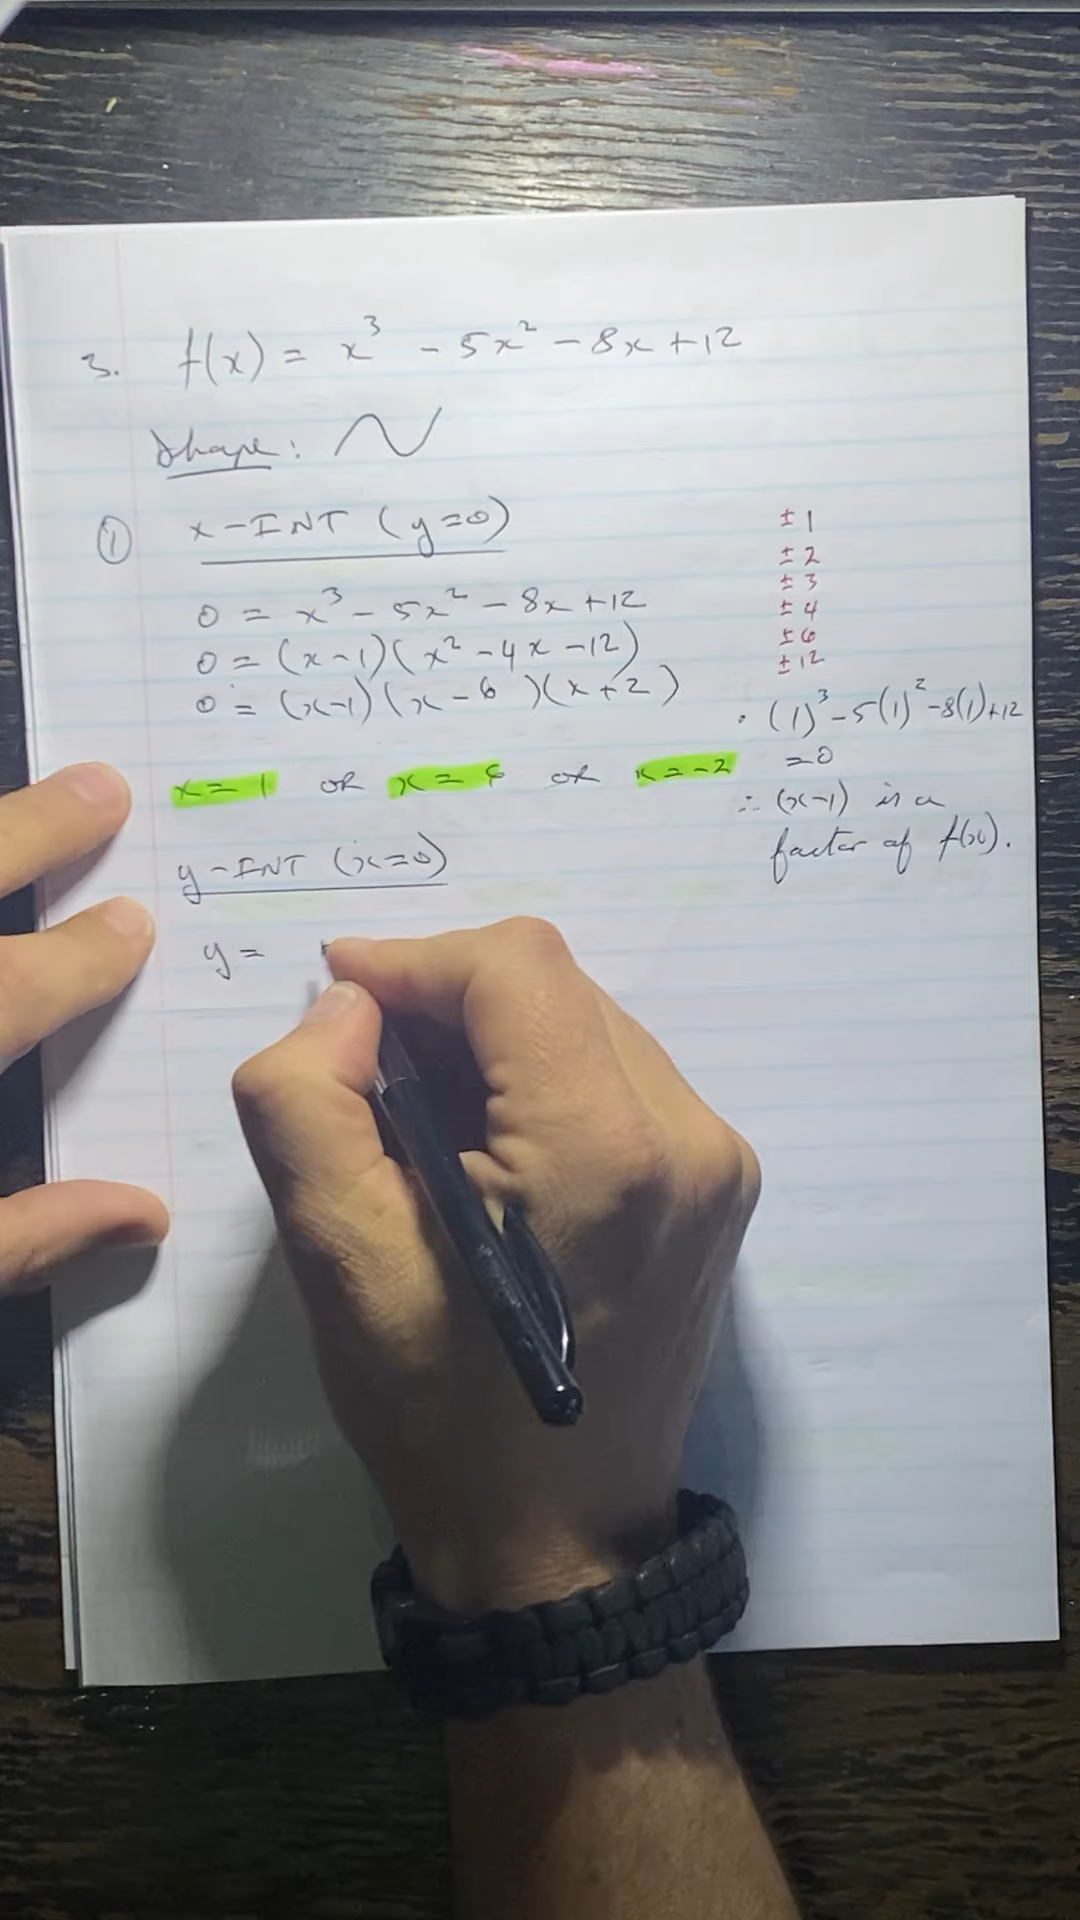 3. f(x) = x³ - 5x² - 8x + 12
Shape:
① x-INT (y=0)
0 = x³ - 5x² - 8x + 12
0 = (x-1)(x² - 4x - 12)
0 = (x-1)(x-6)(x+2)
x = 1 OR x = 6 OR x = -2
y-INT (x=0)
y =
± 1
± 2
± 3
± 4
± 6
± 12
• (1)³ - 5(1)² - 8(1) + 12
= 0
∴ (x-1) is a
factor of f(x).